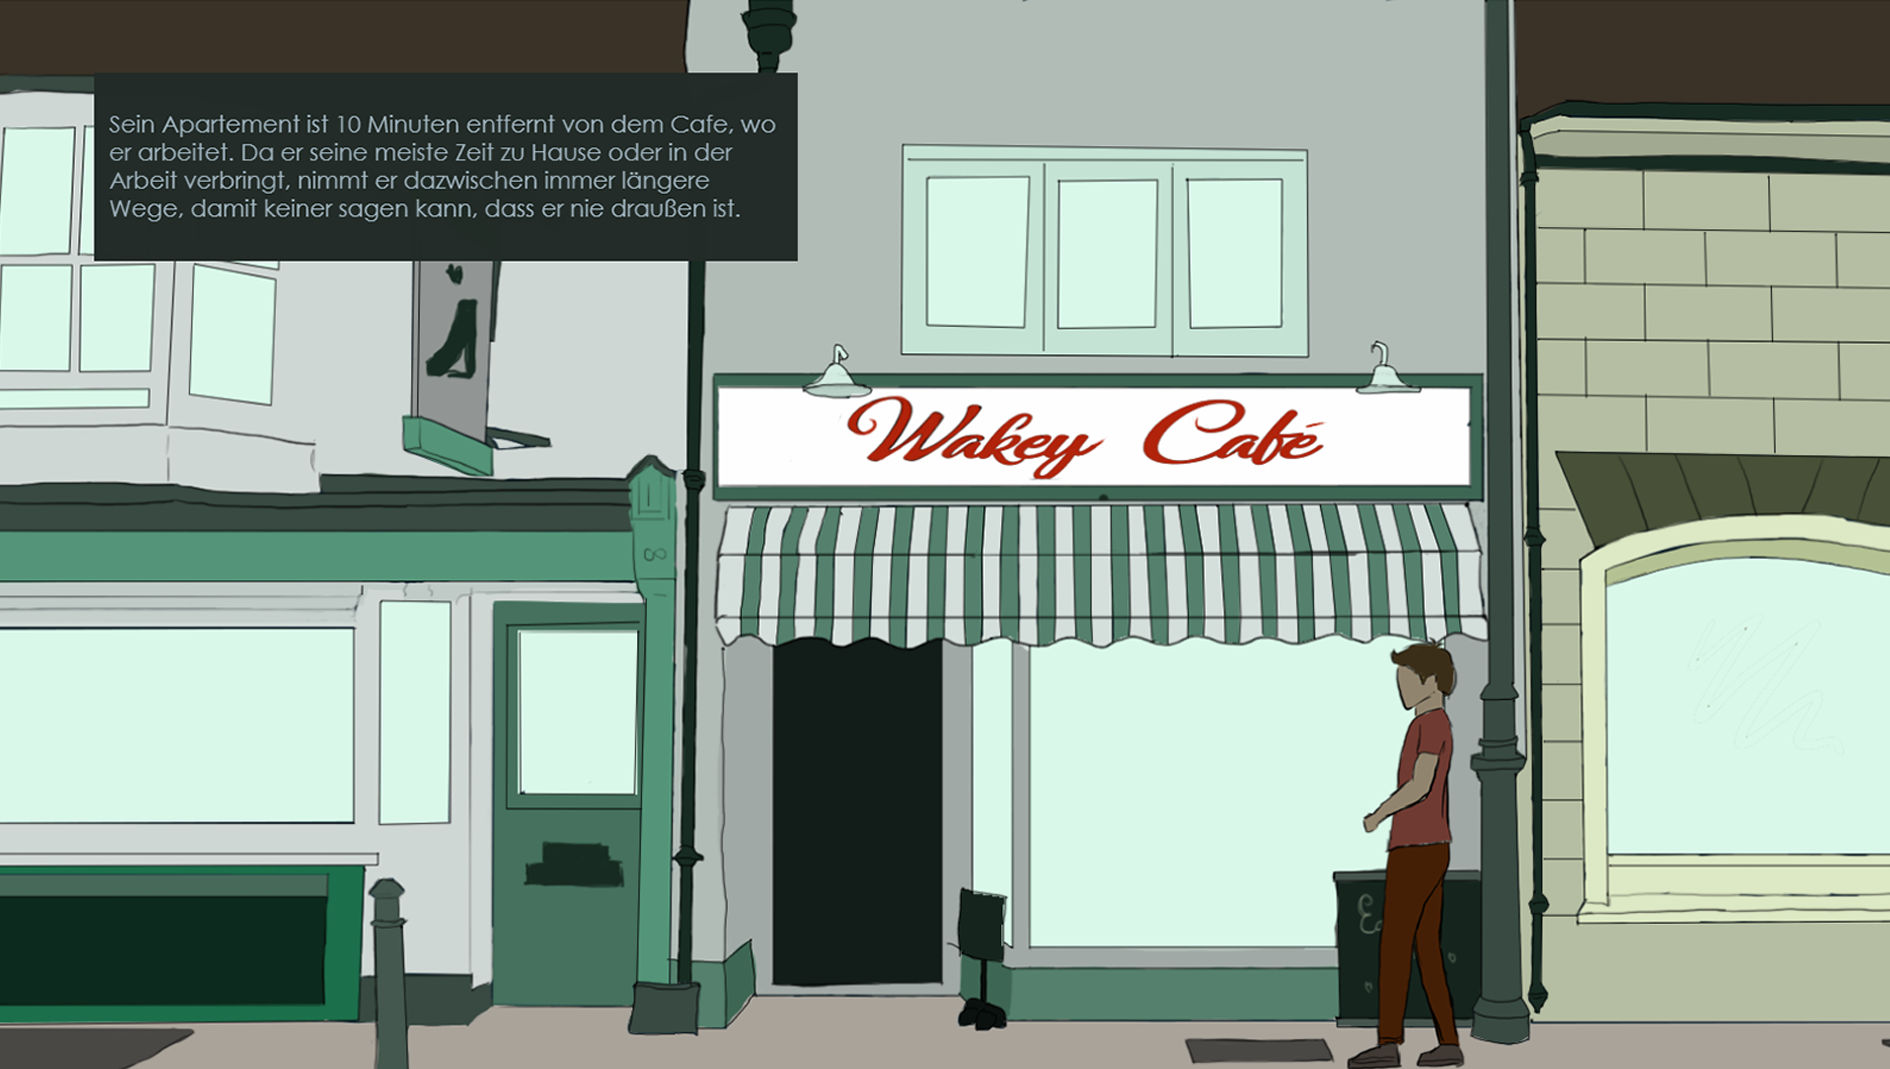 Sein Apartement ist 10 Minuten entfernt von dem Cafe, wo
er arbeitet. Da er seine meiste Zeit zu Hause oder in der
Arbeit verbringt, nimmt er dazwischen immer längere
Wege, damit keiner sagen kann, dass er nie draußen ist.
Wakey Café
8